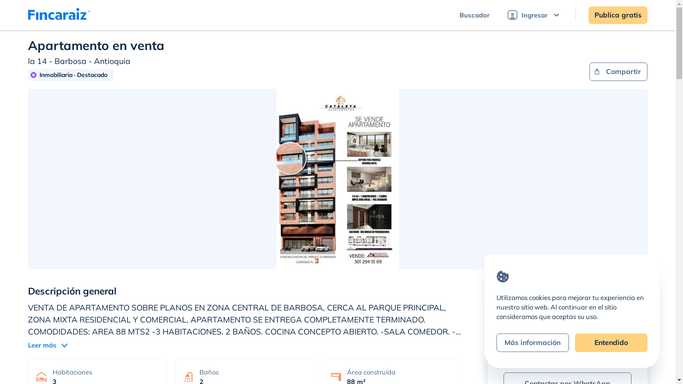 Fincaraiz
Buscador
Ingresar
Publica gratis
Apartamento en venta
la 14 - Barbosa - Antioquia
Inmobiliaria · Destacado
Compartir
CATALEYA
SE VENDE
APARTAMENTO
VENDE:
301 294 51 69
Descripción general
VENTA DE APARTAMENTO SOBRE PLANOS EN ZONA CENTRAL DE BARBOSA, CERCA AL PARQUE PRINCIPAL,
ZONA MIXTA RESIDENCIAL Y COMERCIAL. APARTAMENTO SE ENTREGA COMPLETAMENTE TERMINADO.
COMODIDADES: AREA 88 MTS2 -3 HABITACIONES, 2 BAÑOS. COCINA CONCEPTO ABIERTO. -SALA COMEDOR. -...
Leer más
Habitaciones
3
Baños
2
Área construida
88 m²
Utilizamos cookies para mejorar tu experiencia en
nuestro sitio web. Al continuar en el sitio
consideramos que aceptas su uso.
Más información
Entendido
Contactar por WhatsApp